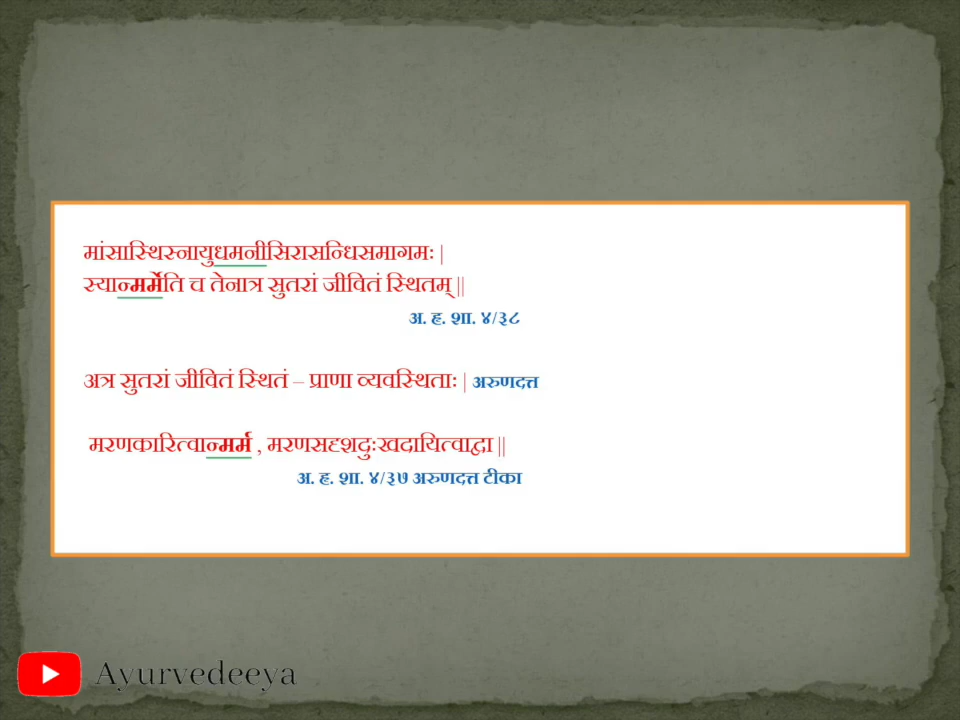 मांसास्थिस्नायुधमनीसिरासन्धिसमागमः |
स्यान्मर्मेति च तेनात्र सुतरां जीवितं स्थितम् ||
अ. हृ. शा. ४/३८
अत्र सुतरां जीवितं स्थितं – प्राणा व्यवस्थिताः | अरुणदत्त
मरणकारित्वान्मर्म , मरणसदृशदुःखदायित्वाद्वा ||
अ. हृ. शा. ४/३७ अरुणदत्त टीका
Ayurvedeeya